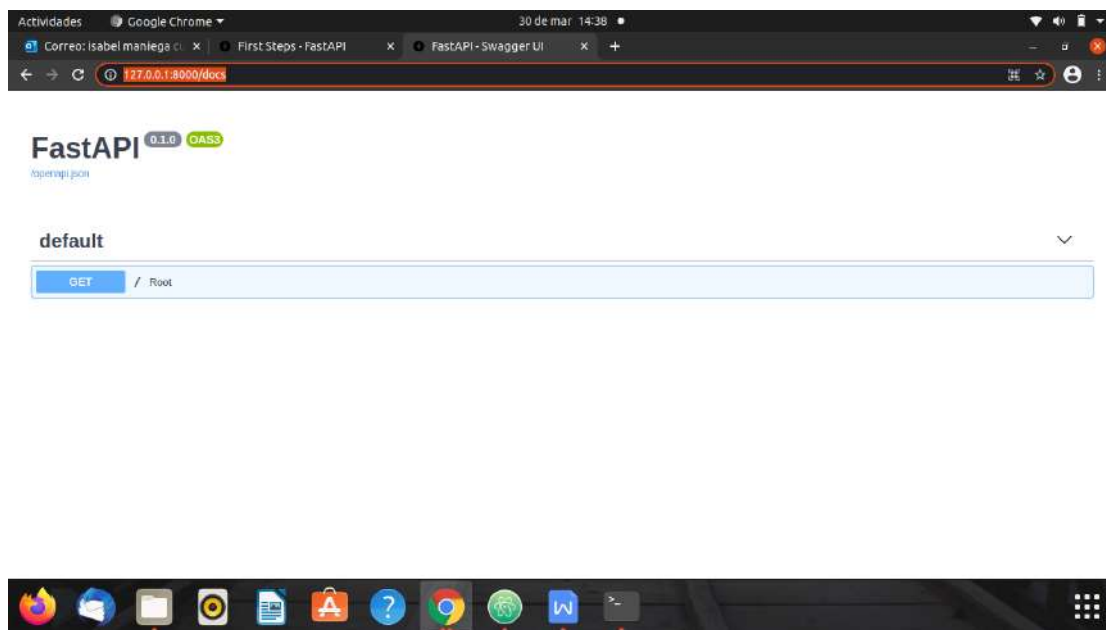 Actividades Google Chrome 30 de mar 14:38
Correo: Isabel maniega c First Steps - FastAPI FastAPI - Swagger UI
127.0.0.1:8000/docs
FastAPI 0.1.0 OAS3
/openapi.json
default
GET / Root